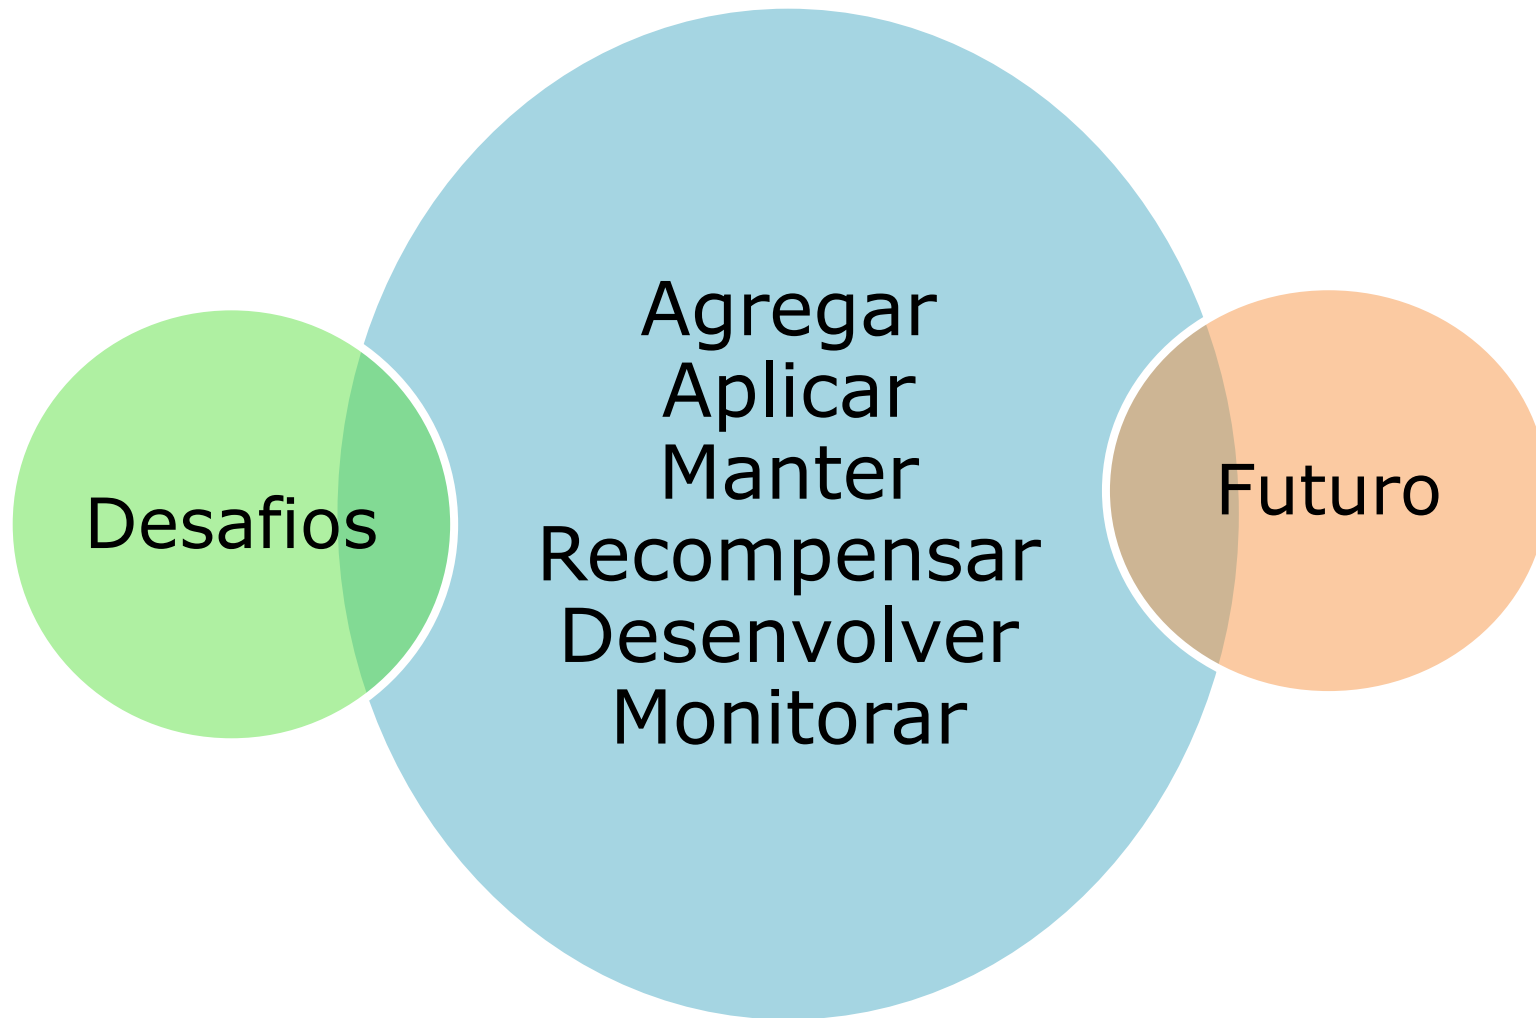 Desafios
Agregar
Aplicar
Manter
Recompensar
Desenvolver
Monitorar
Futuro